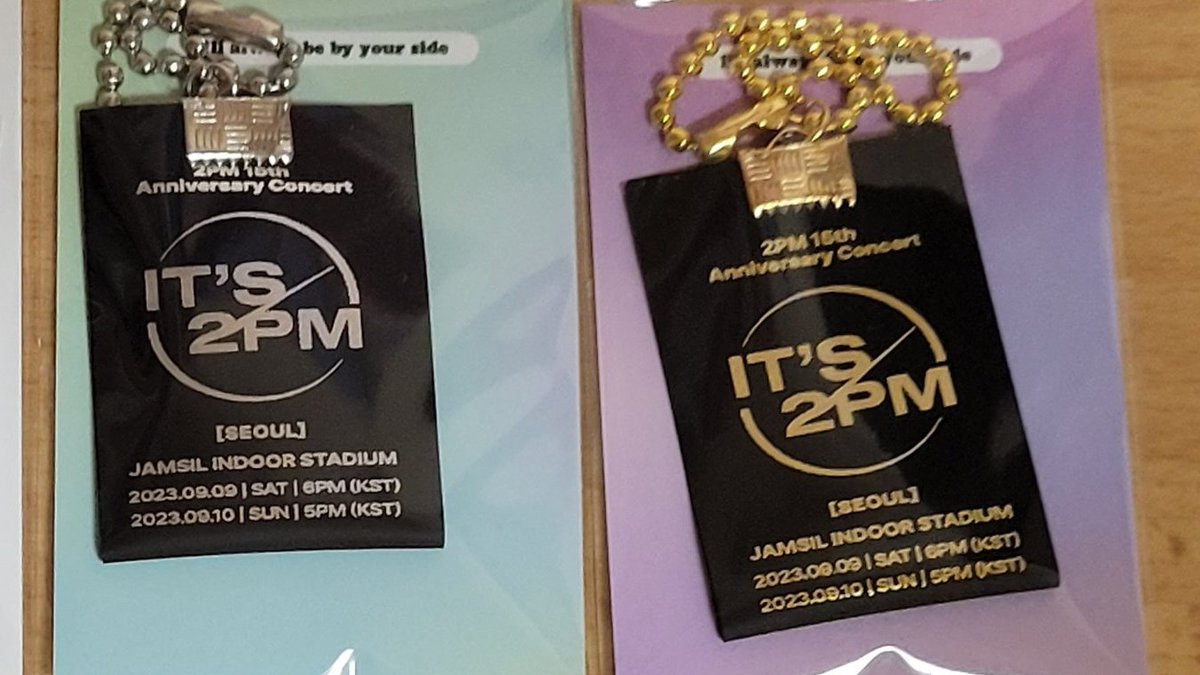 be by your side
2PM 15th
Anniversary Concert
IT'S
2PM
[SEOUL]
JAMSIL INDOOR STADIUM
2023.09.09 | SAT | 6PM (KST)
2023.09.10 | SUN | 5PM (KST)
2PM 15th
Anniversary Concert
IT'S
2PM
[SEOUL]
JAMSIL INDOOR STADIUM
2023.09.09 | SAT | 6PM (KST)
2023.09.10 | SUN | 5PM (KST)